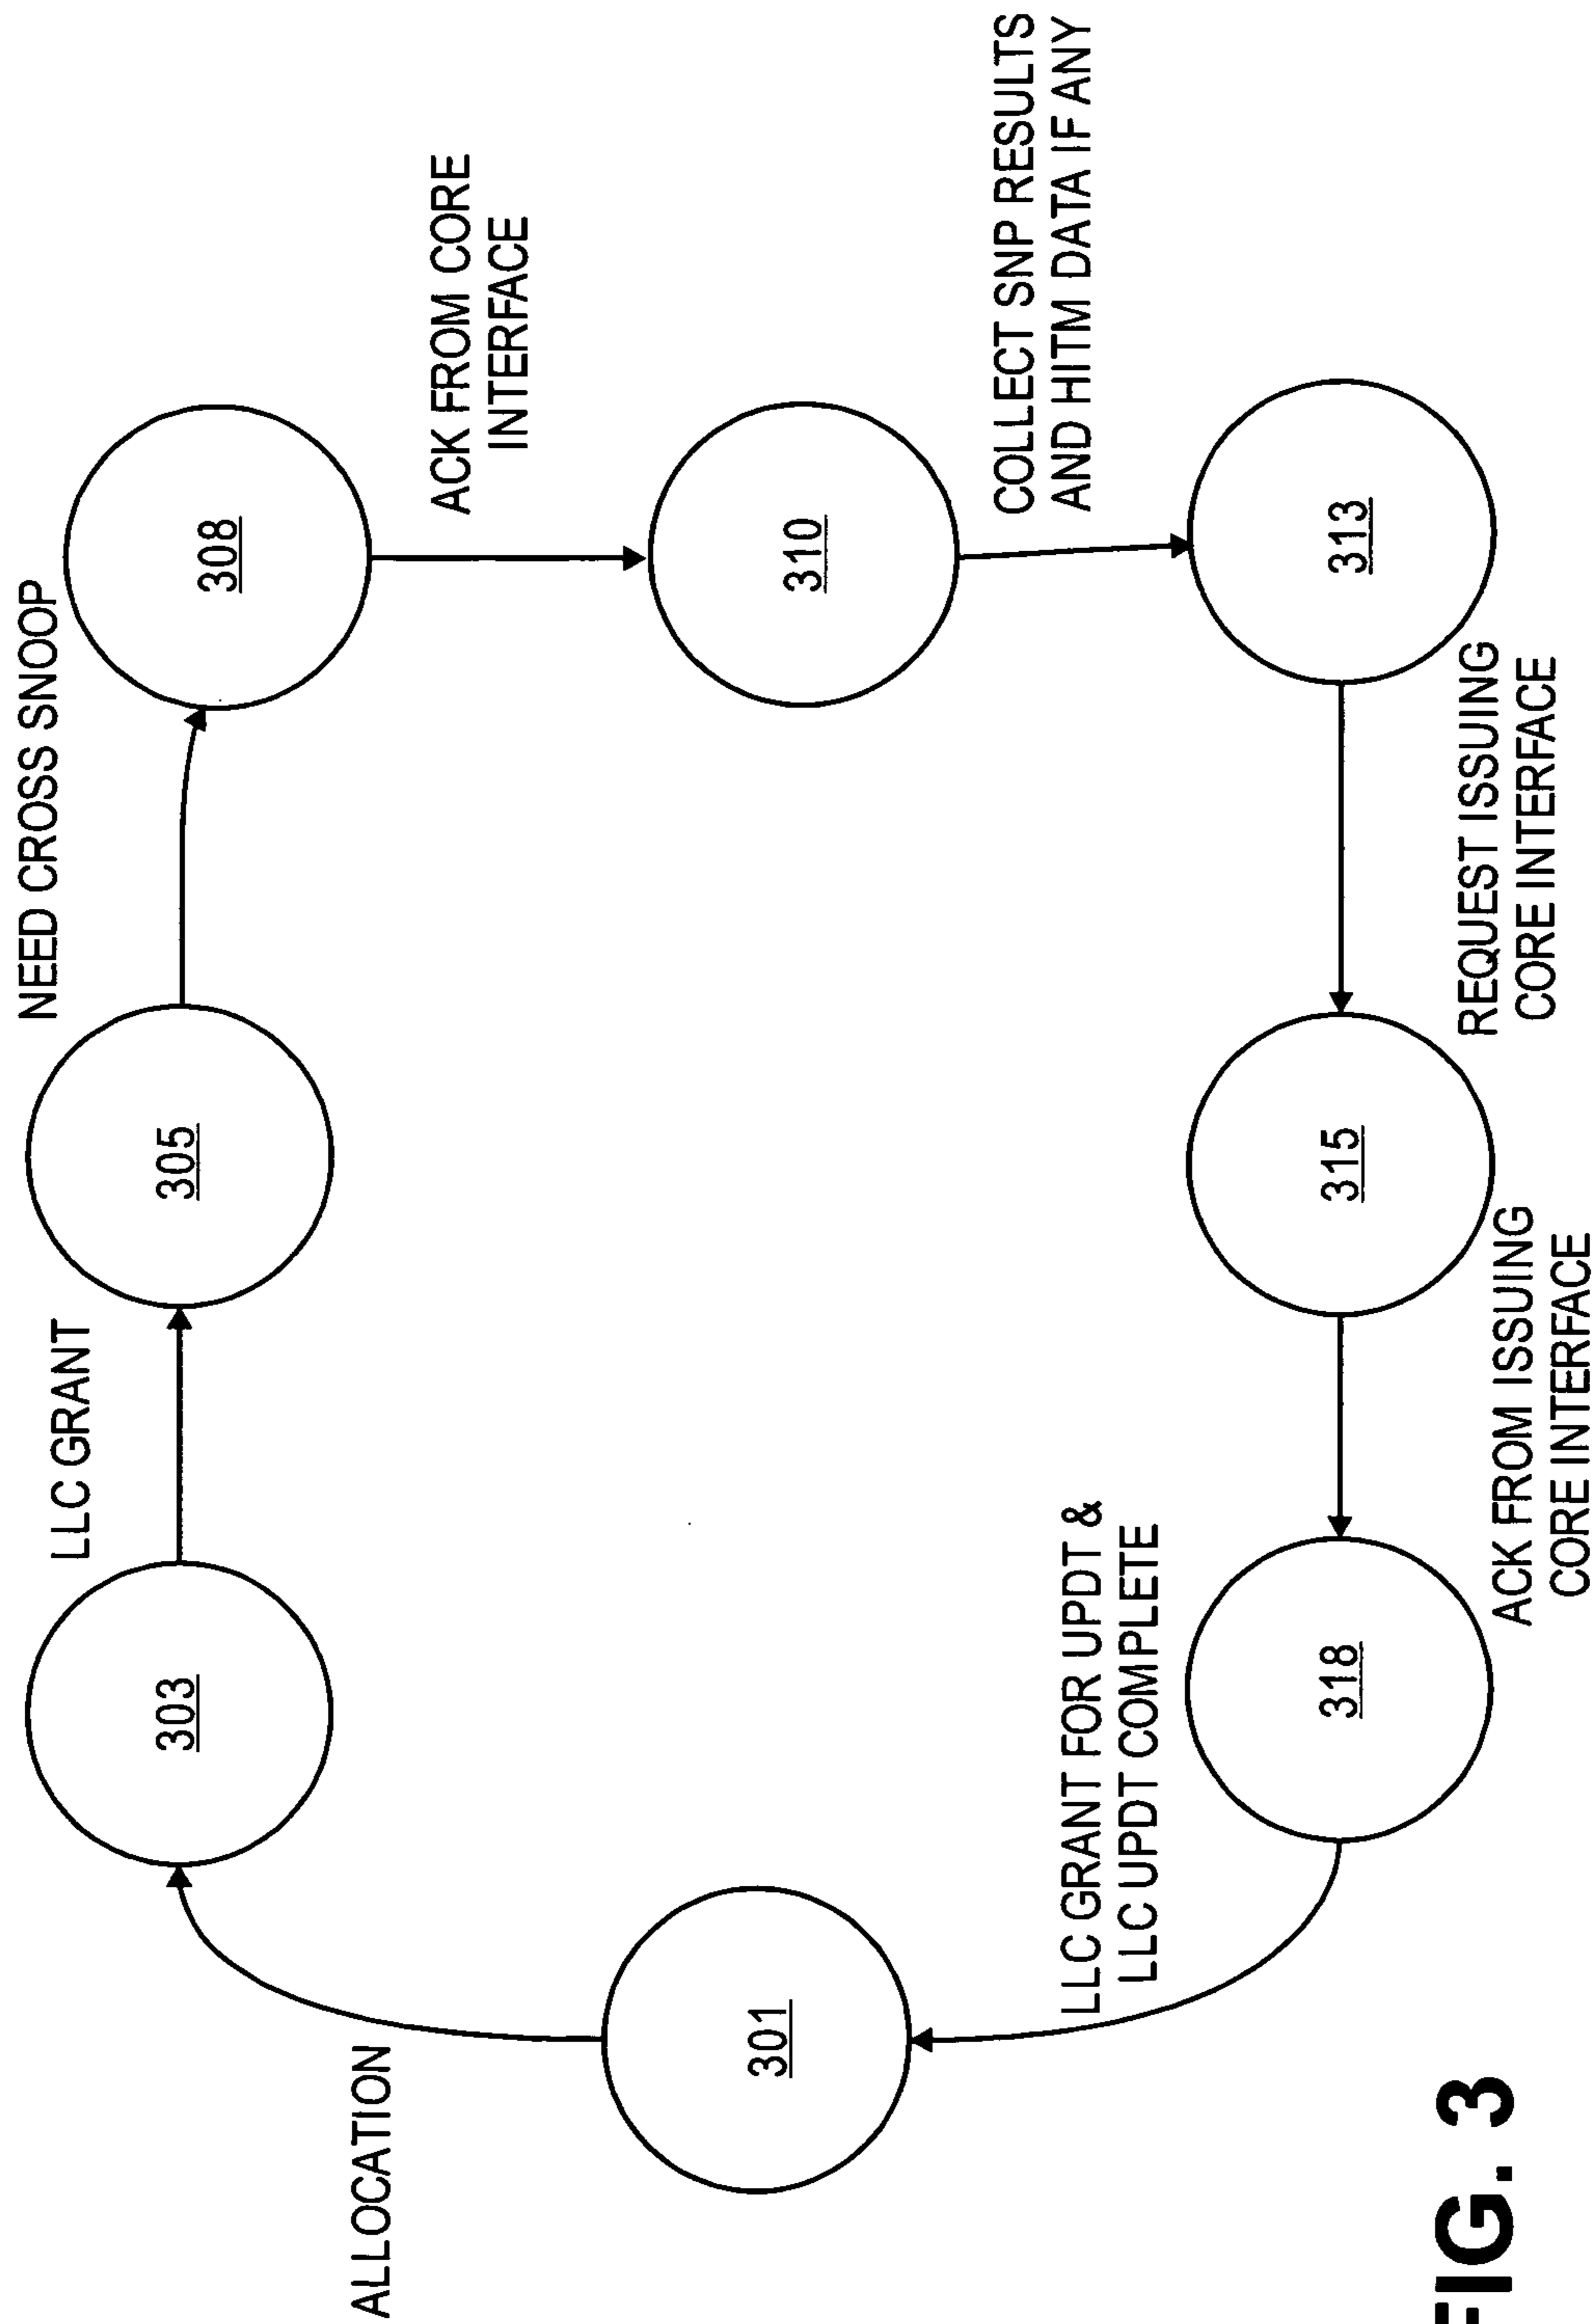 NEED CROSS SNOOP
LLC GRANT
303
305
308
ALLOCATION
ACK FROM CORE
INTERFACE
301
310
COLLECT SNP RESULTS
AND HITM DATA IF ANY
LLC GRANT FOR UPDT &
LLC UPDT COMPLETE
318
315
313
ACK FROM ISSUING
CORE INTERFACE
REQUEST ISSUING
CORE INTERFACE
FIG. 3